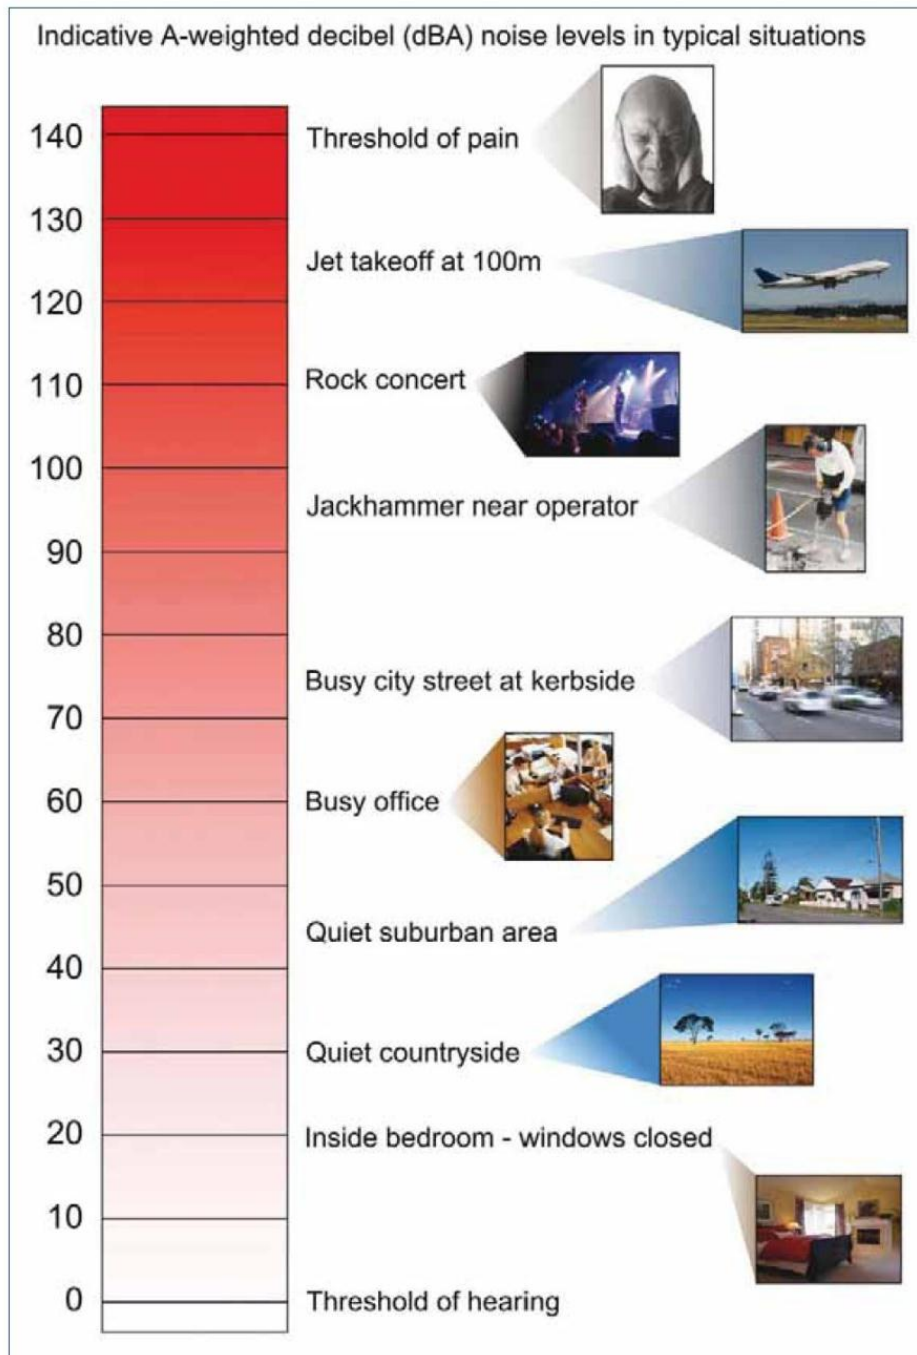 Indicative A-weighted decibel (dBA) noise levels in typical situations
140
Threshold of pain
130
Jet takeoff at 100m
120
110
Rock concert
100
Jackhammer near operator
90
80
Busy city street at kerbside
70
60
Busy office
50
Quiet suburban area
40
30
Quiet countryside
20
Inside bedroom - windows closed
10
0
Threshold of hearing